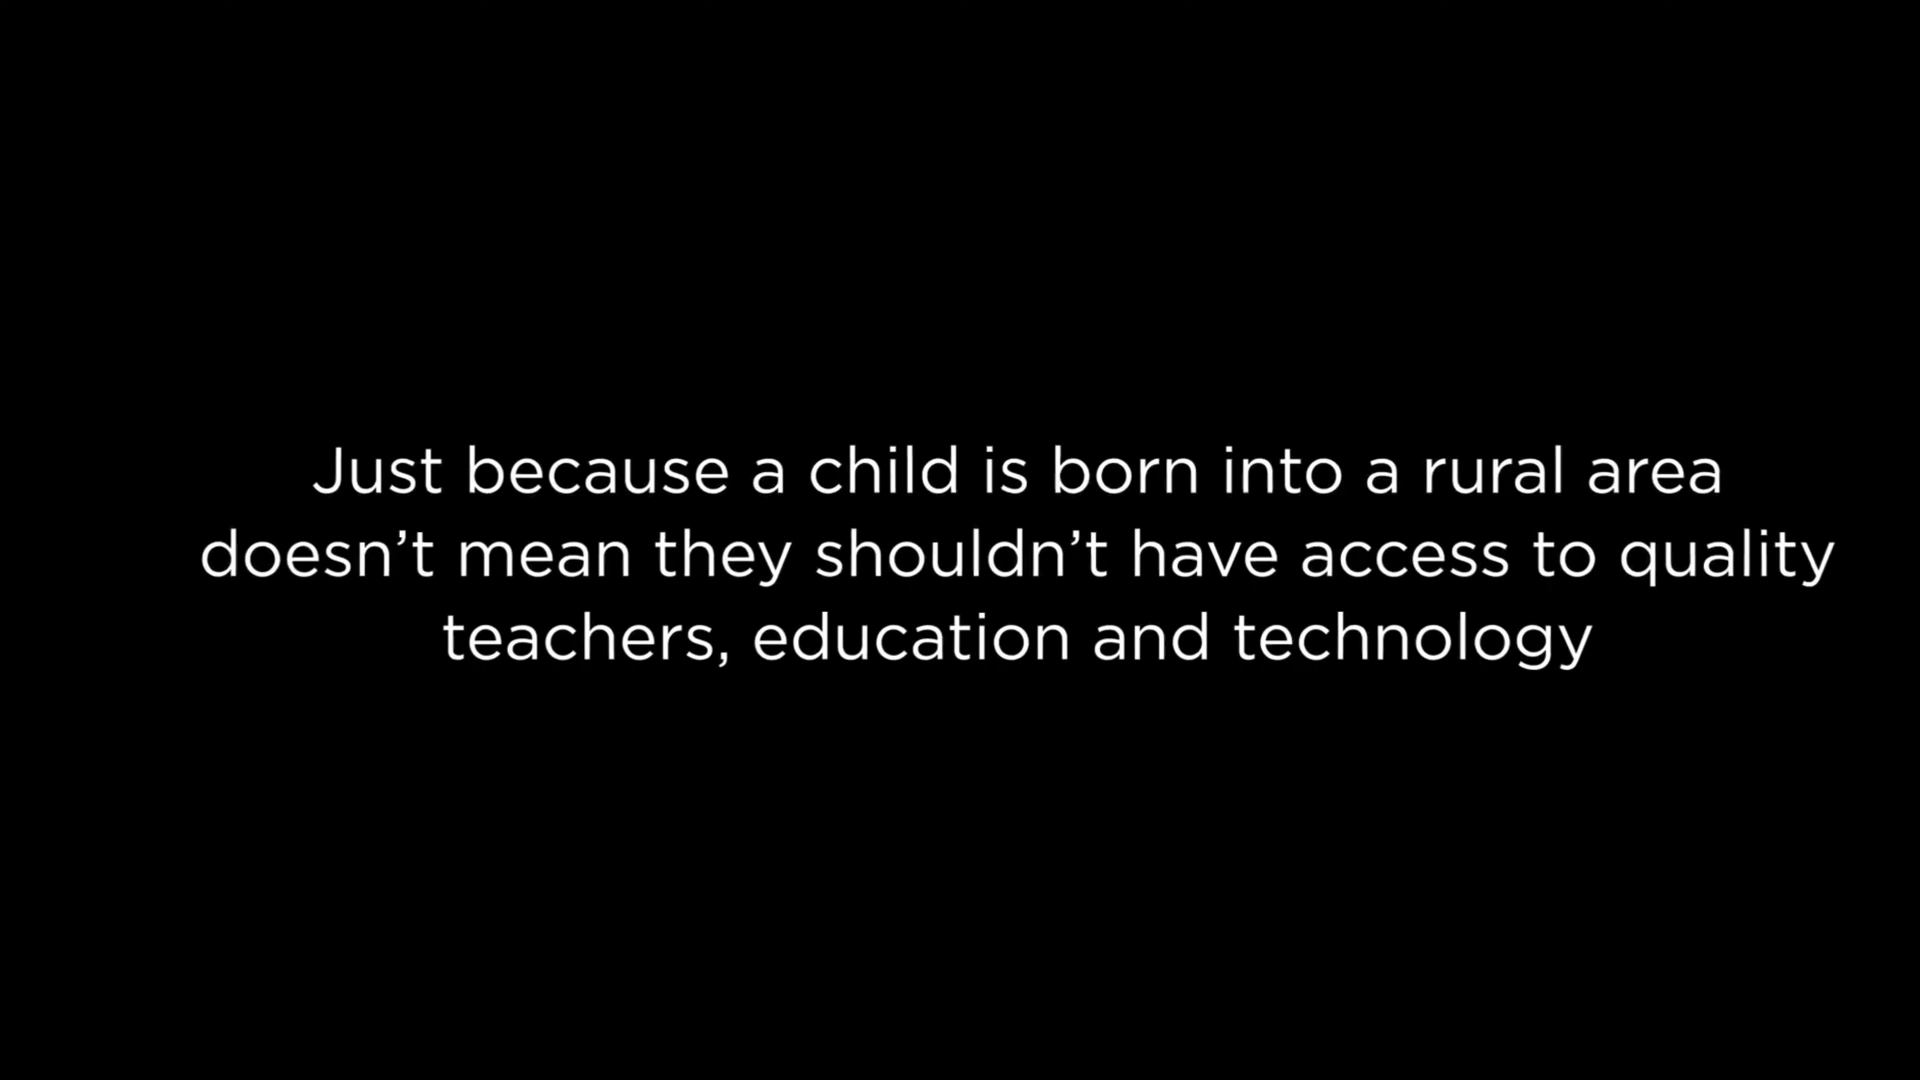 Just because a child is born into a rural area
doesn’t mean they shouldn’t have access to quality
teachers, education and technology